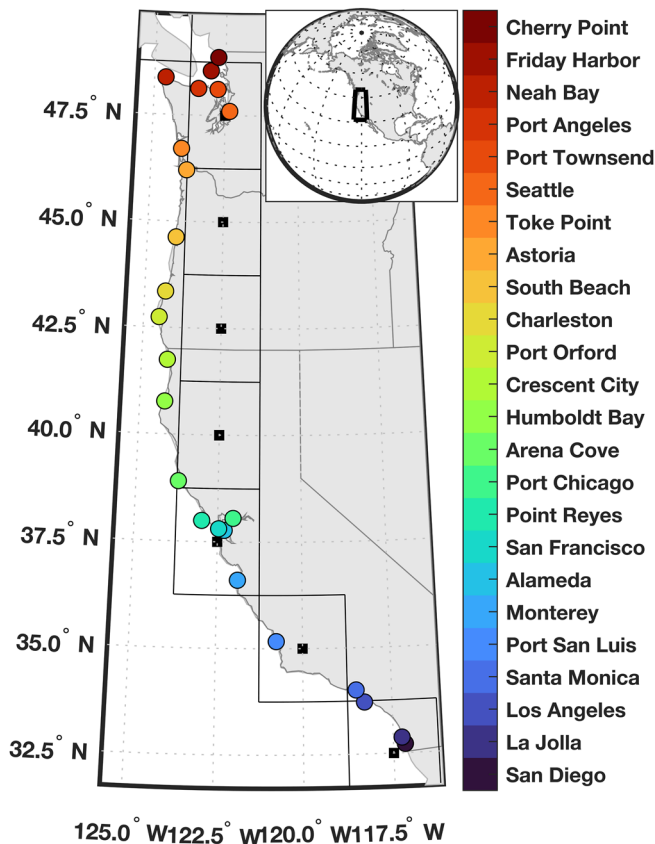 47.5° N
45.0° N
42.5° N
40.0° N
37.5° N
35.0° N
32.5° N
125.0° W122.5° W120.0° W117.5° W
Cherry Point
Friday Harbor
Neah Bay
Port Angeles
Port Townsend
Seattle
Toke Point
Astoria
South Beach
Charleston
Port Orford
Crescent City
Humboldt Bay
Arena Cove
Port Chicago
Point Reyes
San Francisco
Alameda
Monterey
Port San Luis
Santa Monica
Los Angeles
La Jolla
San Diego